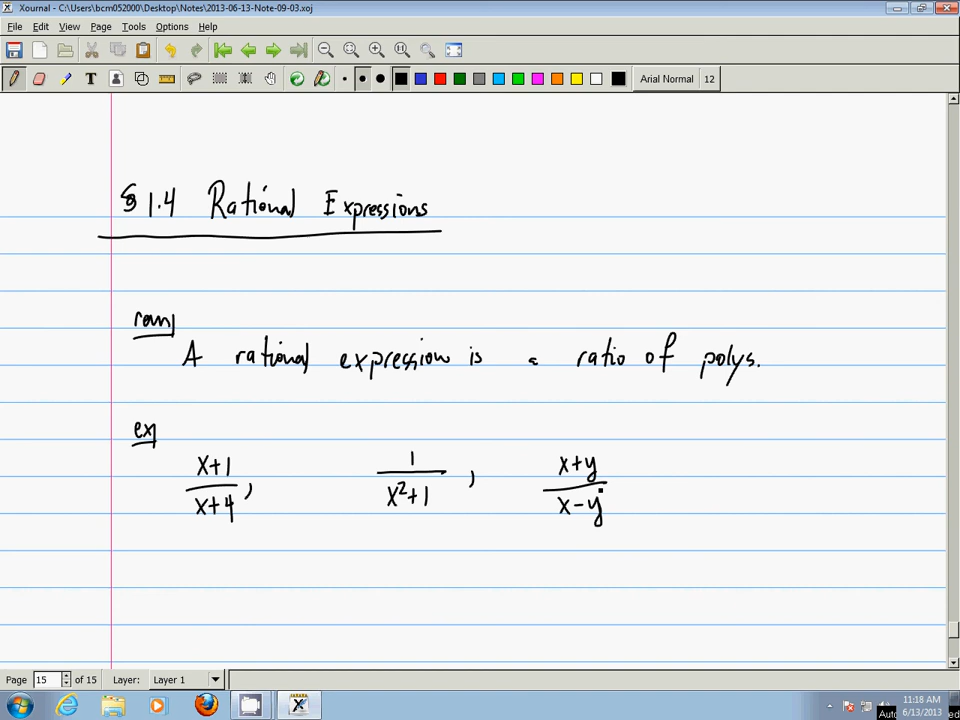 Xournal - C:\Users\bcm052000\Desktop\Notes\2013-06-13-Note-09-03.xoj
File Edit View Page Tools Options Help
Arial Normal 12
§ 1.4 Rational Expressions
A rational expression is a ratio of polys.
ex
x+1 / x+4, 1 / x²+1, x+y / x-y
Page 15 of 15 Layer: Layer 1
11:18 AM
6/13/2013